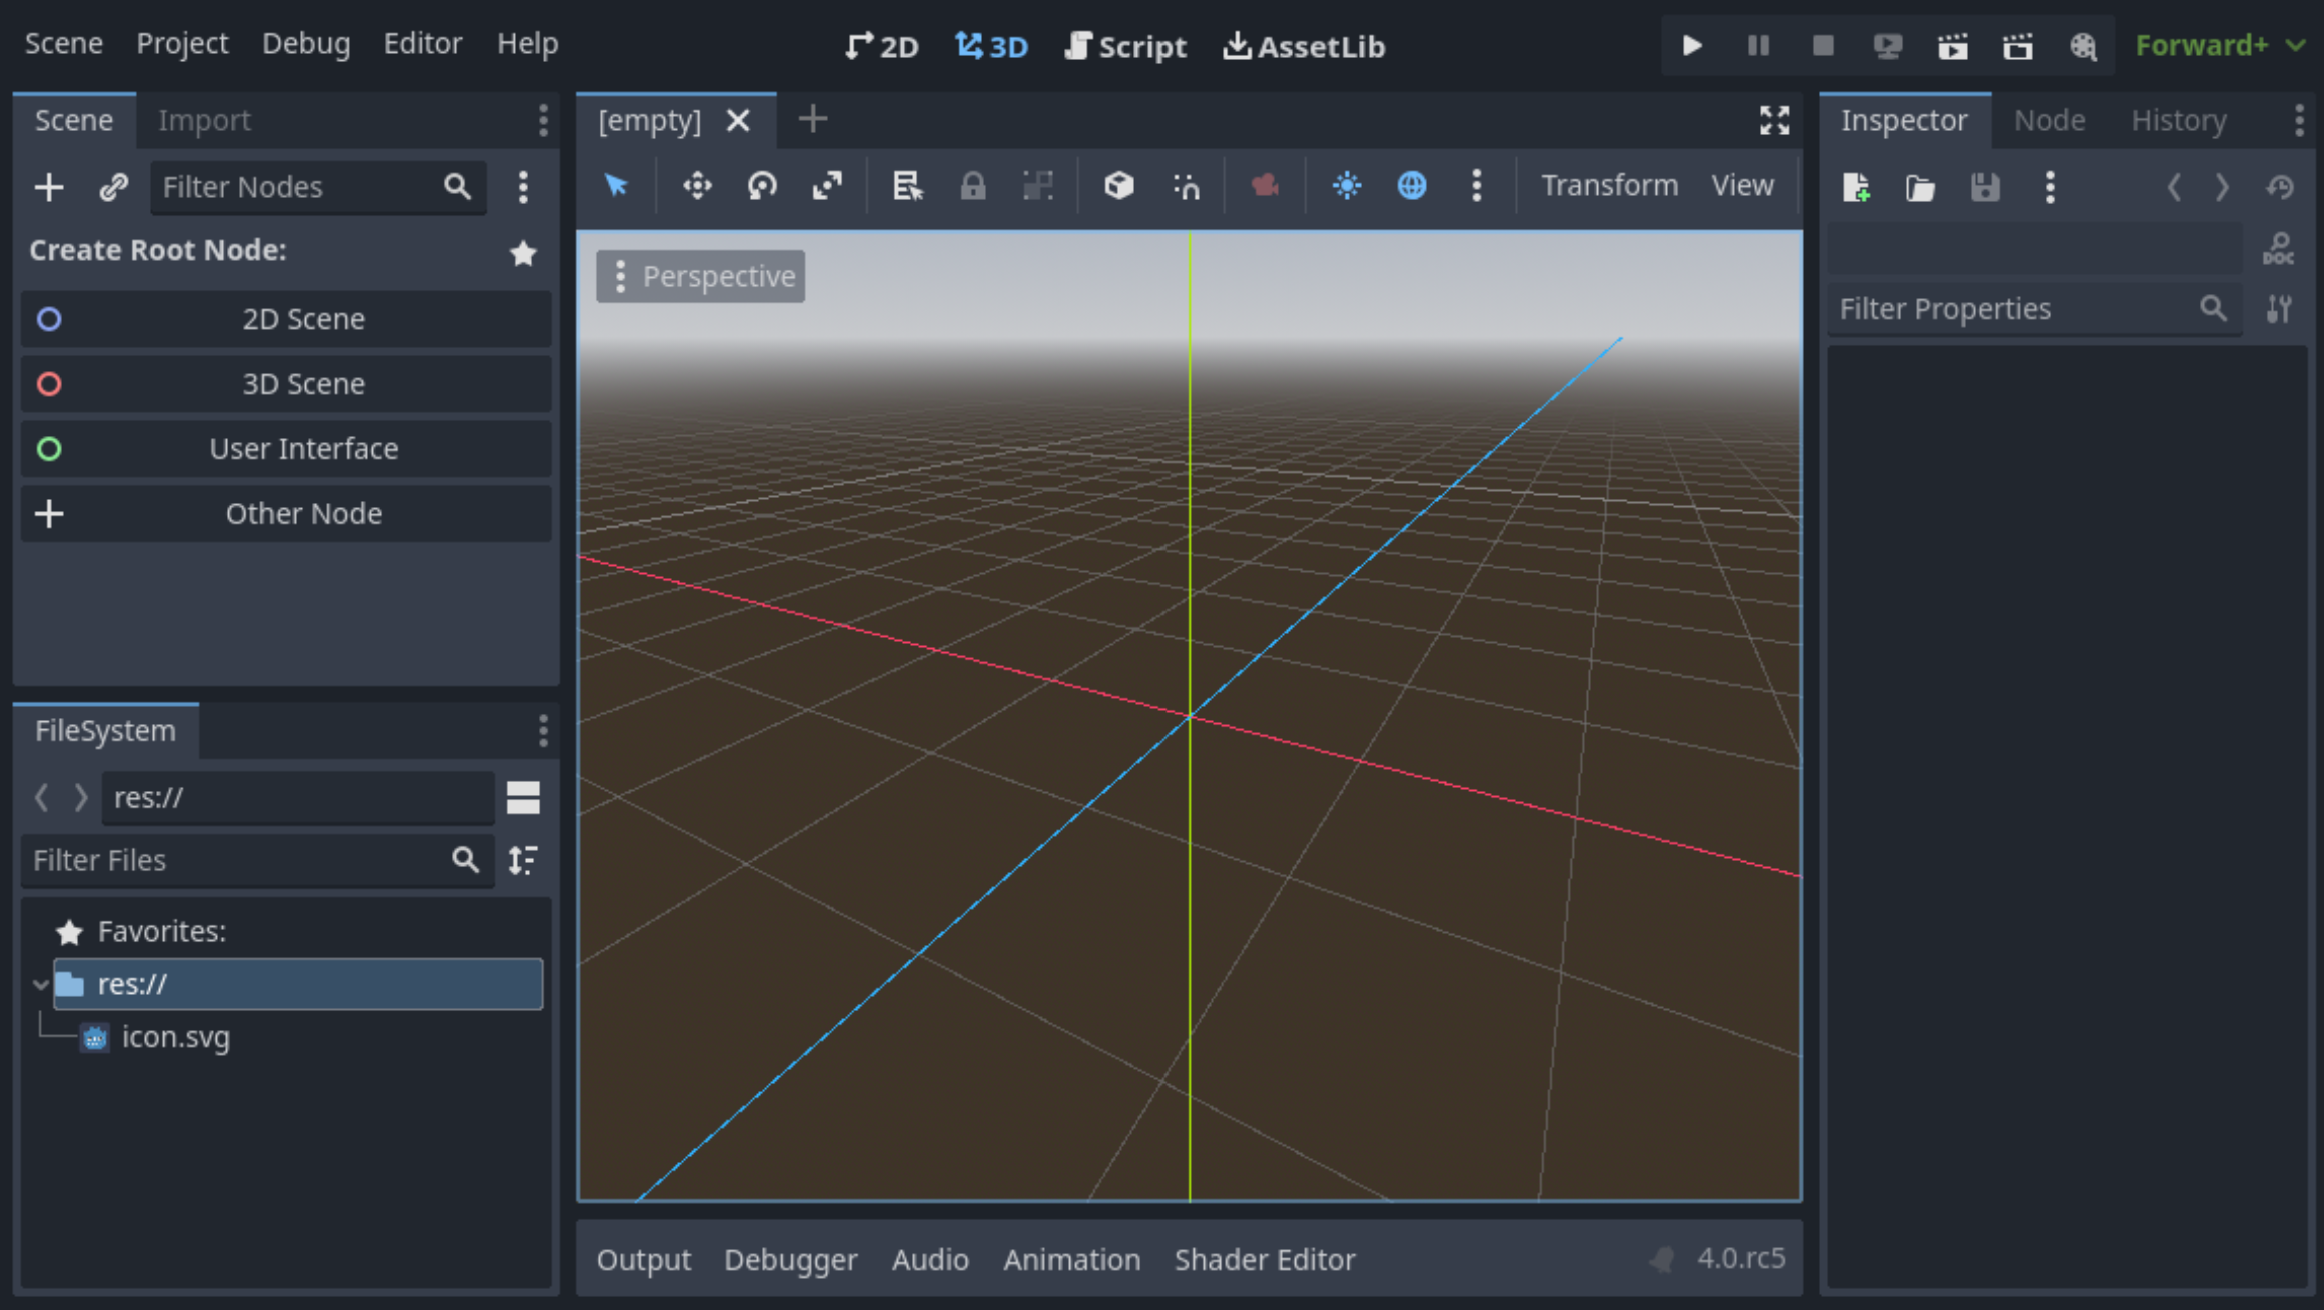 Scene Project Debug Editor Help
2D 3D Script AssetLib
Forward+
Scene Import
Filter Nodes
Create Root Node:
2D Scene
3D Scene
User Interface
Other Node
FileSystem
res://
Filter Files
Favorites:
res://
icon.svg
[empty]
Transform View
Perspective
Output Debugger Audio Animation Shader Editor 4.0.rc5
Inspector Node History
DOC
Filter Properties